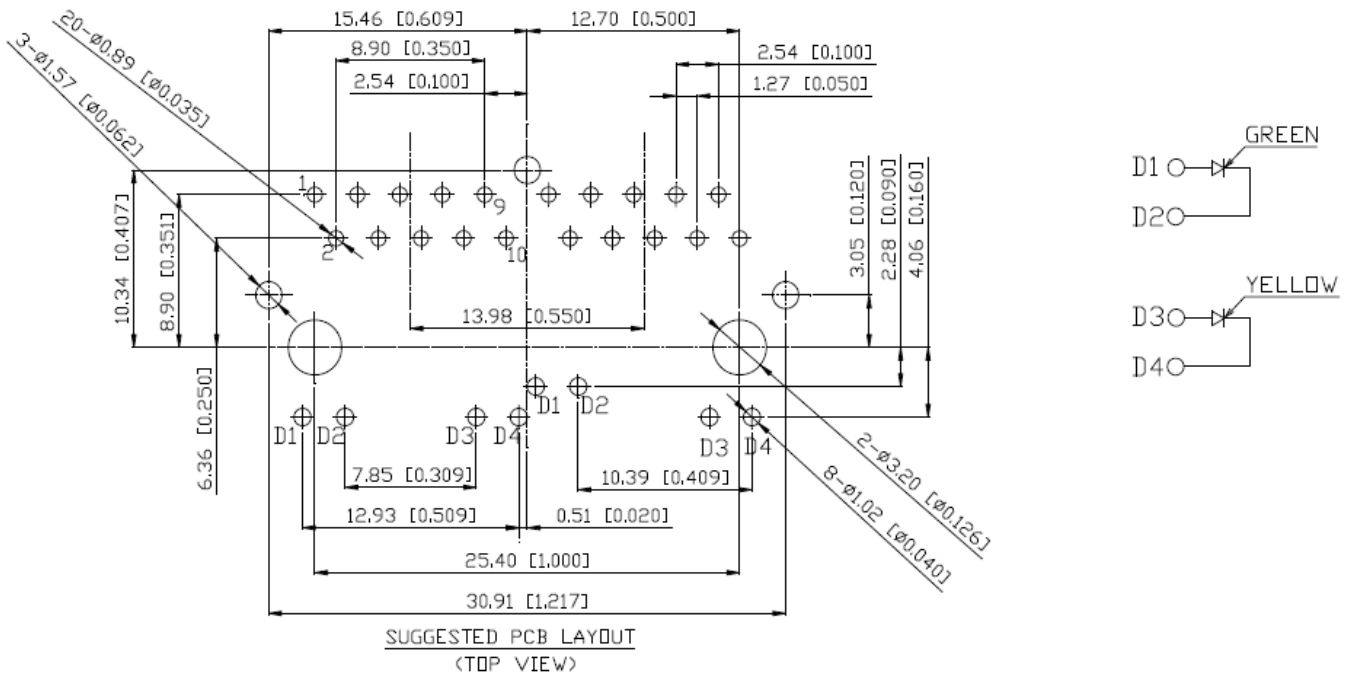 15.46 [0.609]
12.70 [0.500]
20-ø0.89 [ø0.035]
3-ø1.57 [ø0.062]
8.90 [0.350]
2.54 [0.100]
2.54 [0.100]
1.27 [0.050]
1
9
2
10
10.34 [0.407]
8.90 [0.351]
6.36 [0.250]
13.98 [0.550]
3.05 [0.120]
2.28 [0.090]
4.06 [0.160]
D1 D2
D1 D2 D3 D4
D3 D4
7.85 [0.309]
10.39 [0.409]
12.93 [0.509]
0.51 [0.020]
2-ø3.20 [ø0.126]
8-ø1.02 [ø0.040]
25.40 [1.000]
30.91 [1.217]
SUGGESTED PCB LAYOUT
(TOP VIEW)
GREEN
D1
D2
YELLOW
D3
D4